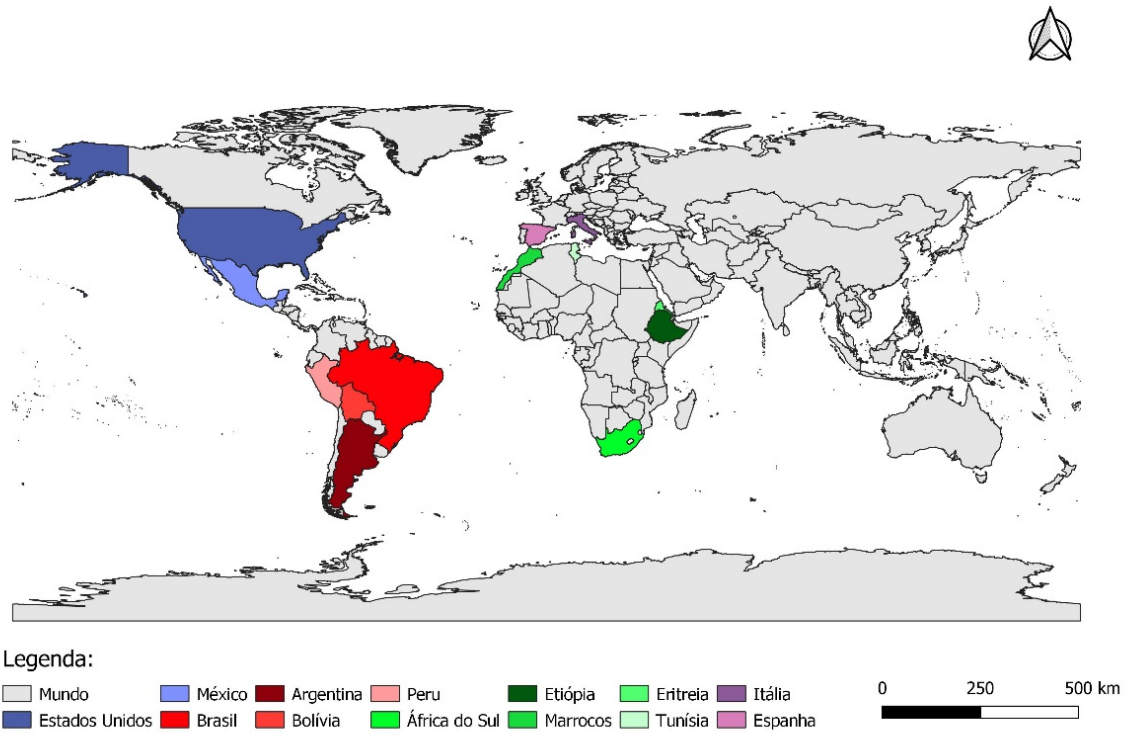 Legenda:
Mundo México Argentina Peru Etiópia Eritreia Itália
Estados Unidos Brasil Bolívia África do Sul Marrocos Tunísia Espanha
0 250 500 km